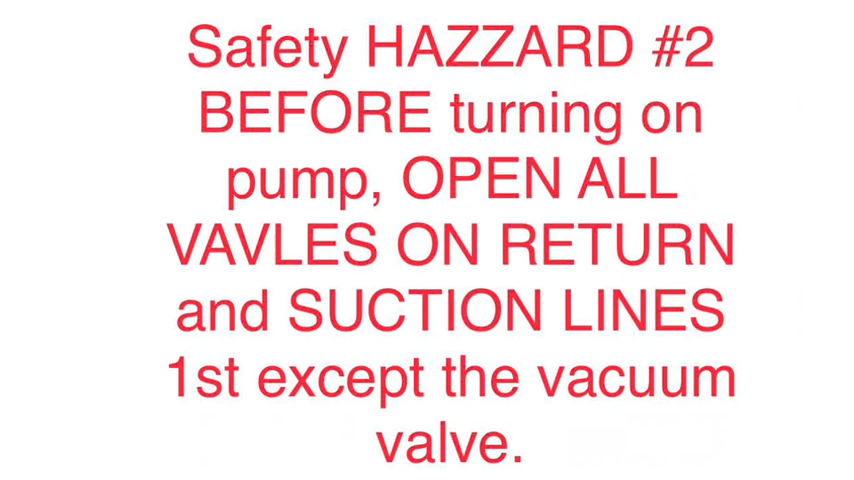 Safety HAZZARD #2
BEFORE turning on
pump, OPEN ALL
VAVLES ON RETURN
and SUCTION LINES
1st except the vacuum
valve.